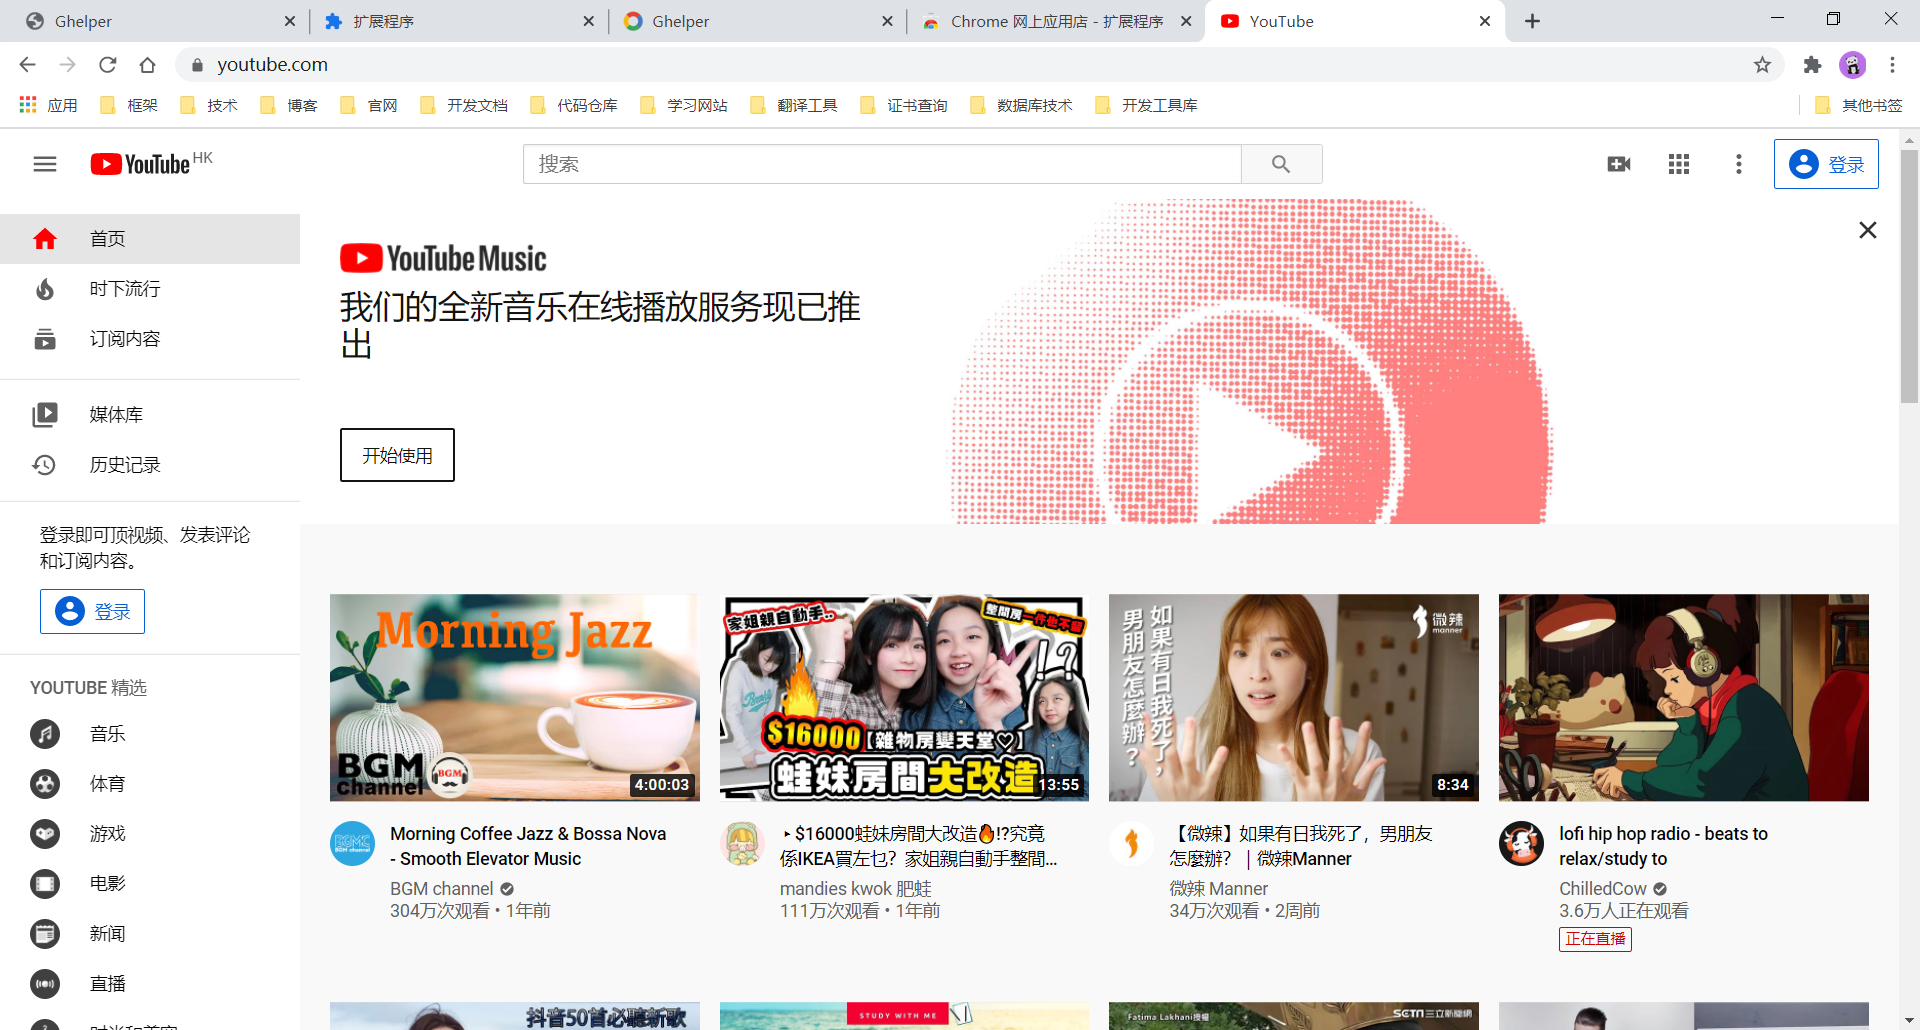 Ghelper
扩展程序
Ghelper
Chrome 网上应用店 - 扩展程序
YouTube
youtube.com
应用
框架
技术
博客
官网
开发文档
代码仓库
学习网站
翻译工具
证书查询
数据库技术
开发工具库
其他书签
YouTube HK
搜索
登录
首页
时下流行
订阅内容
媒体库
历史记录
登录即可顶视频、发表评论
和订阅内容。
登录
YOUTUBE 精选
音乐
体育
游戏
电影
新闻
直播
YouTube Music
我们的全新音乐在线播放服务现已推
出
开始使用
Morning Jazz
BGM
channel
BGM
4:00:03
家姐親自動手..
整間房一件也不留
!?
$16000
【雜物房變天堂♡】
蛙妹房間大改造
13:55
如果有日我死了，
男朋友怎麼辦？
微辣
manner
8:34
Morning Coffee Jazz & Bossa Nova
- Smooth Elevator Music
BGM channel
304万次观看 • 1年前
‣ $16000蛙妹房間大改造🔥!?究竟
係IKEA買左乜？家姐親自動手整間...
mandies kwok 肥蛙
111万次观看 • 1年前
【微辣】如果有日我死了，男朋友
怎麼辦？｜微辣Manner
微辣 Manner
34万次观看 • 2周前
lofi hip hop radio - beats to
relax/study to
ChilledCow
3.6万人正在观看
正在直播
抖音50首必聽新歌
STUDY WITH ME
Fatima Lakhani授權
SETN三立新聞網